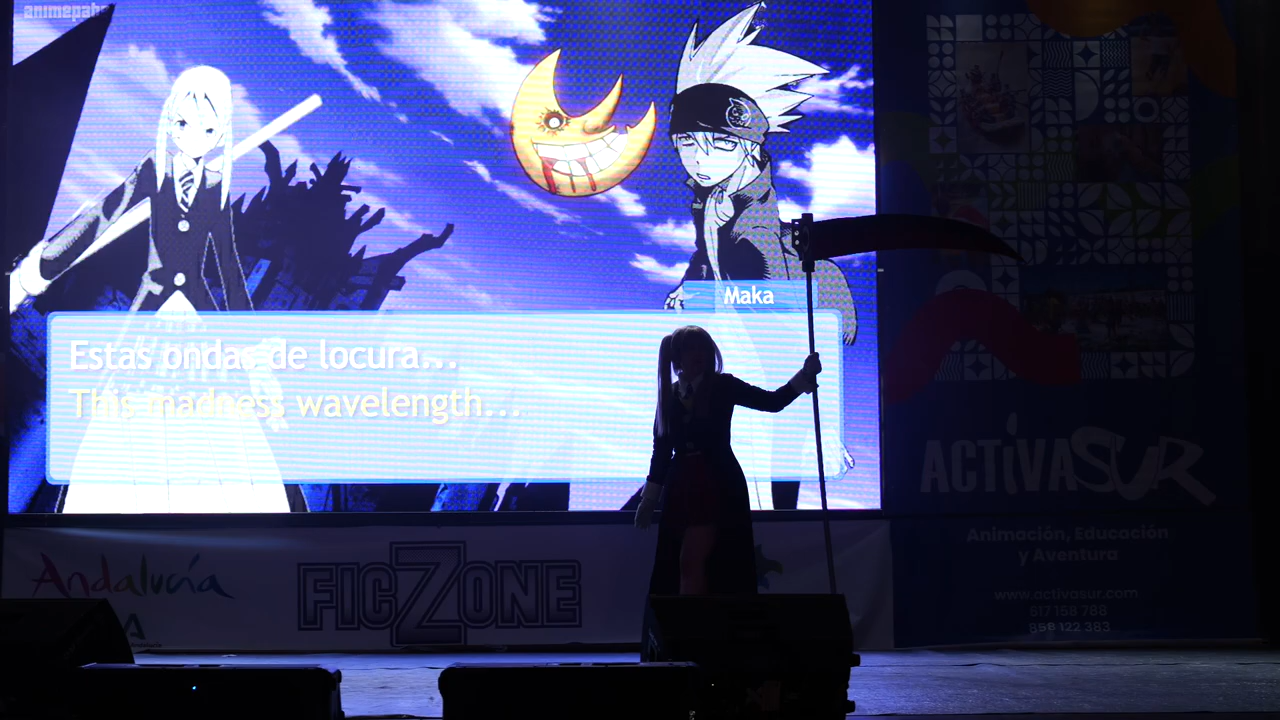 animepahe
Maka
Estas ondas de locura...
This madness wavelength...
ACTIVASUR
Animación, Educación
y Aventura
www.activasur.com
617 158 788
858 122 383
Andalucía
FICZONE